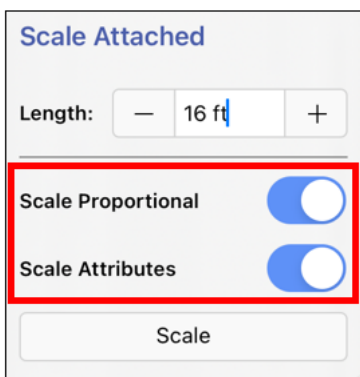 Scale Attached
Length: — 16 ft +
Scale Proportional
Scale Attributes
Scale